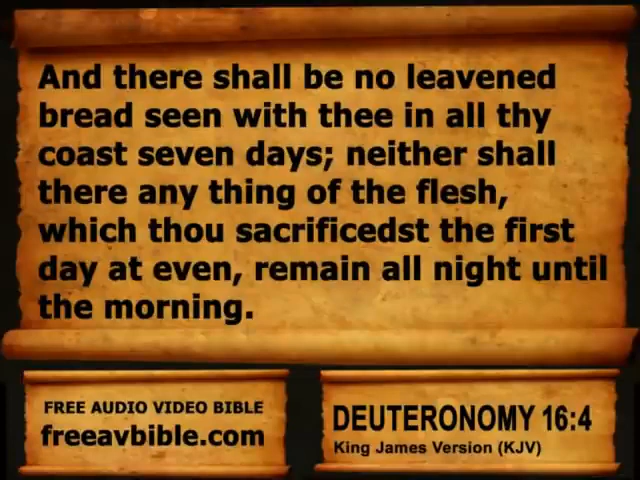 And there shall be no leavened
bread seen with thee in all thy
coast seven days; neither shall
there any thing of the flesh,
which thou sacrificedst the first
day at even, remain all night until
the morning.
FREE AUDIO VIDEO BIBLE
freeavbible.com
DEUTERONOMY 16:4
King James Version (KJV)